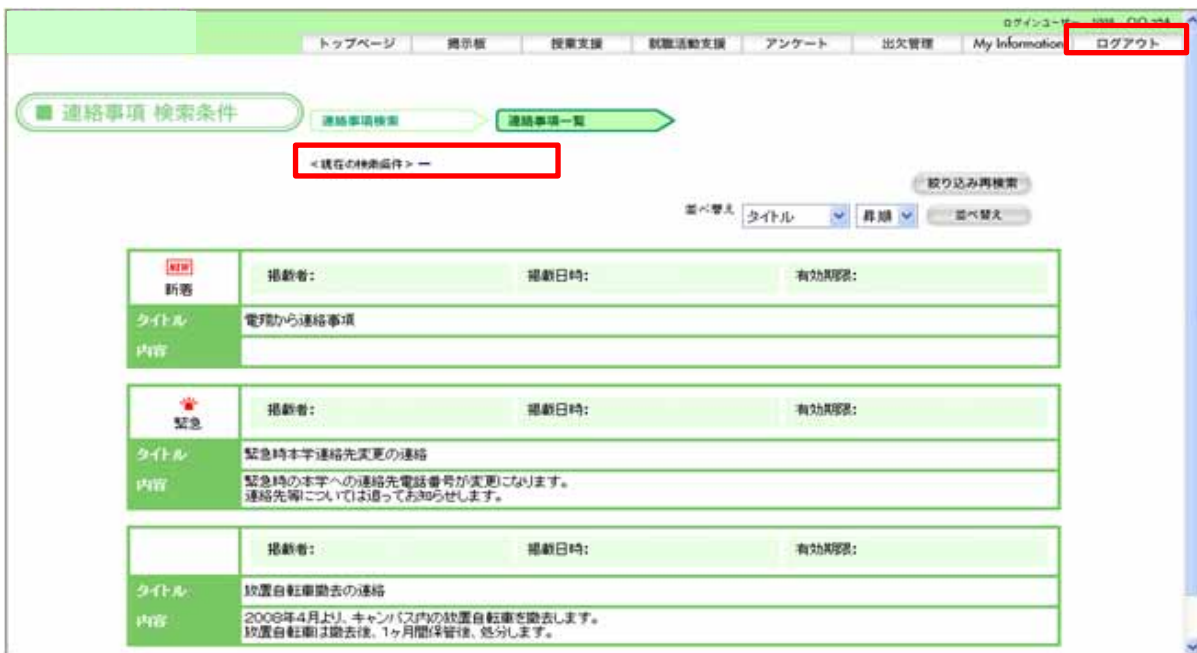 ログインユーザー
トップページ 掲示板 授業支援 就職活動支援 アンケート 出欠管理 My Information ログアウト
■ 連絡事項 検索条件
連絡事項検索 連絡事項一覧
<現在の検索条件> ー
絞り込み再検索
並べ替え タイトル 昇順 並べ替え
NEW
新着 掲載者: 掲載日時: 有効期限:
タイトル 電翔から連絡事項
内容
緊急 掲載者: 掲載日時: 有効期限:
タイトル 緊急時本学連絡先変更の連絡
内容 緊急時の本学への連絡先電話番号が変更になります。
連絡先等については追ってお知らせします。
掲載者: 掲載日時: 有効期限:
タイトル 放置自転車撤去の連絡
内容 2008年4月より、キャンパス内の放置自転車を撤去します。
放置自転車は撤去後、1ヶ月間保管後、処分します。